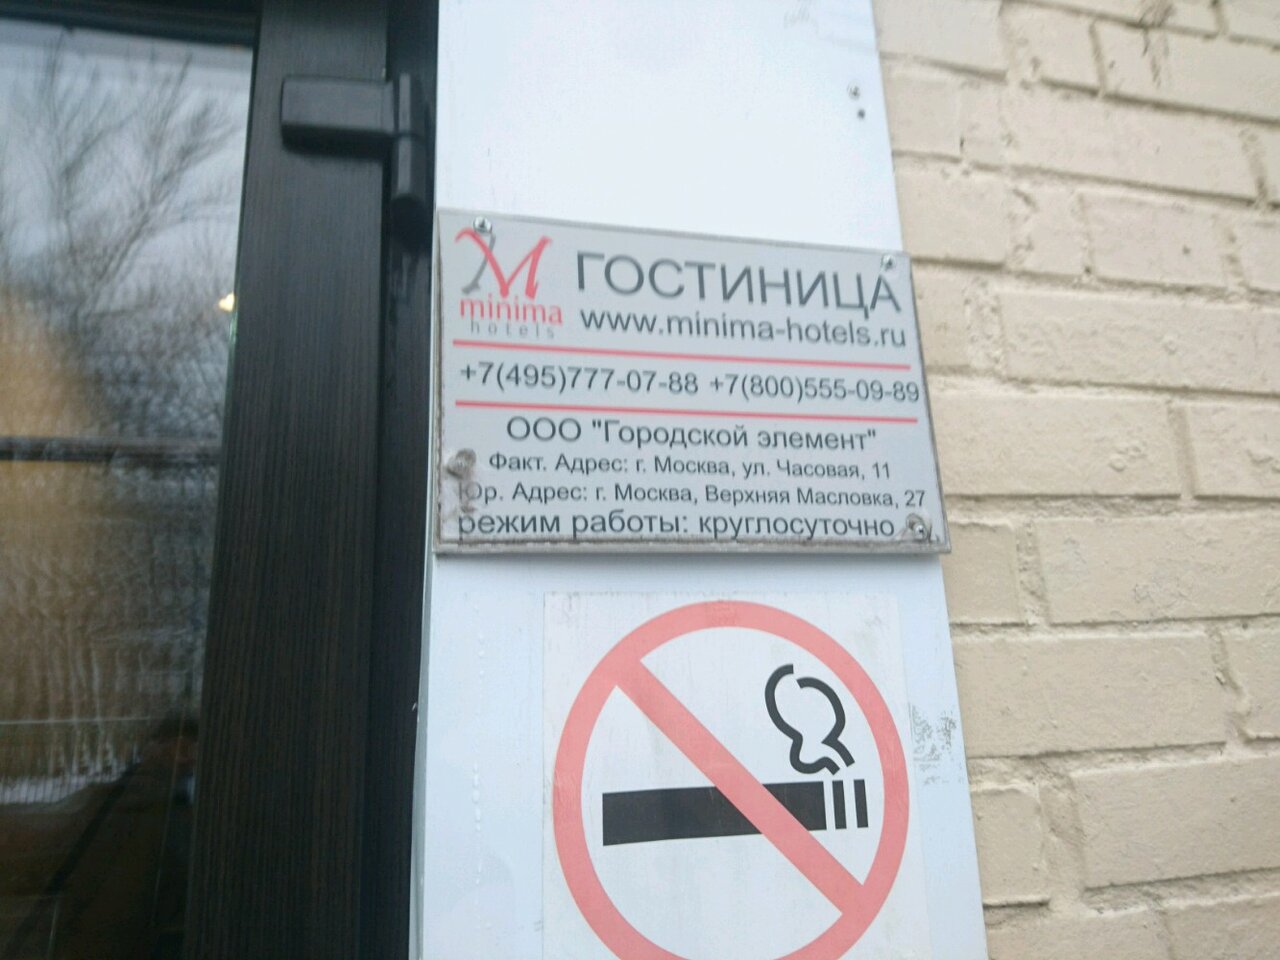 M
minima
hotels
ГОСТИНИЦА
www.minima-hotels.ru
+7(495)777-07-88 +7(800)555-09-89
ООО "Городской элемент"
Факт. Адрес: г. Москва, ул. Часовая, 11
Юр. Адрес: г. Москва, Верхняя Масловка, 27
режим работы: круглосуточно